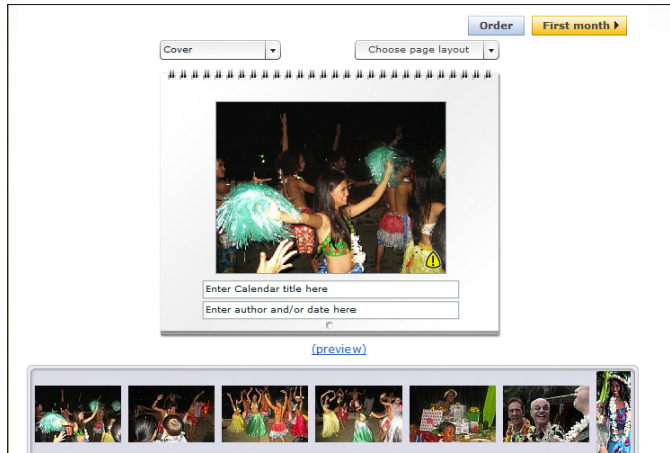 Order
First month
Cover
Choose page layout
Enter Calendar title here
Enter author and/or date here
(preview)